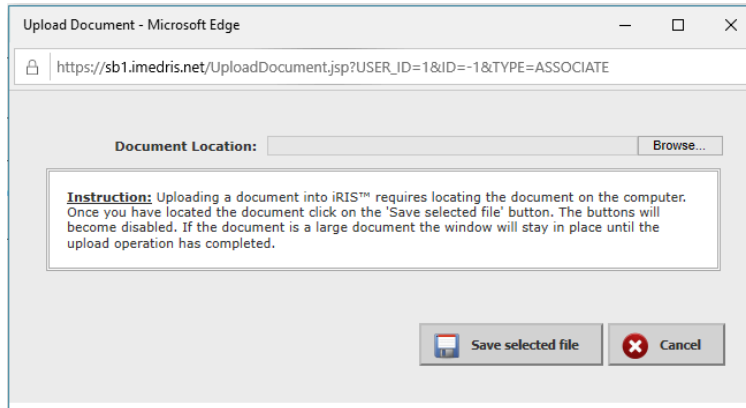 Upload Document - Microsoft Edge
https://sb1.imedris.net/UploadDocument.jsp?USER_ID=1&ID=-1&TYPE=ASSOCIATE
Document Location: Browse...
Instruction: Uploading a document into iRIS™ requires locating the document on the computer.
Once you have located the document click on the 'Save selected file' button. The buttons will
become disabled. If the document is a large document the window will stay in place until the
upload operation has completed.
Save selected file Cancel